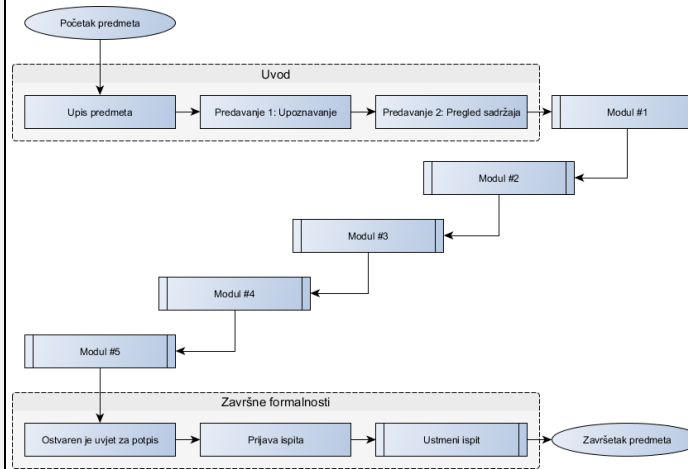 Početak predmeta
Uvod
Upis predmeta
Predavanje 1: Upoznavanje
Predavanje 2: Pregled sadržaja
Modul #1
Modul #2
Modul #3
Modul #4
Modul #5
Završne formalnosti
Ostvaren je uvjet za potpis
Prijava ispita
Ustmeni ispit
Završetak predmeta